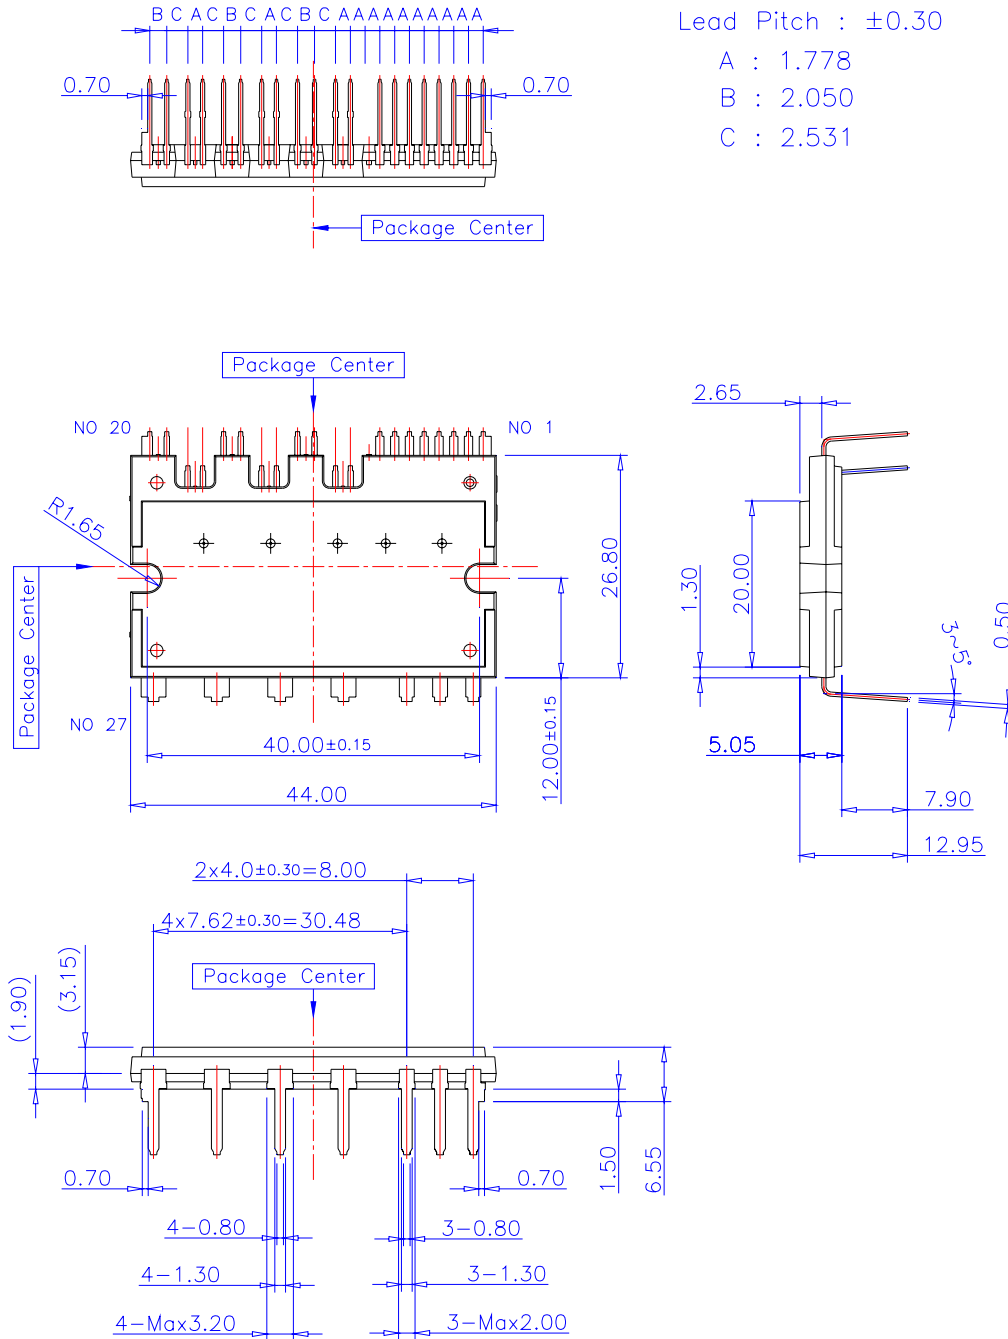 B C A C B C A C B C A A A A A A A A A A
Lead Pitch : ±0.30
A : 1.778
B : 2.050
C : 2.531
0.70
0.70
Package Center
Package Center
NO 20
NO 1
2.65
R1.65
Package Center
26.80
1.30
20.00
3~5°
0.50
NO 27
40.00±0.15
12.00±0.15
5.05
44.00
7.90
12.95
2x4.0±0.30=8.00
4x7.62±0.30=30.48
Package Center
(1.90)
(3.15)
0.70
0.70
1.50
6.55
4-0.80
3-0.80
4-1.30
3-1.30
4-Max3.20
3-Max2.00